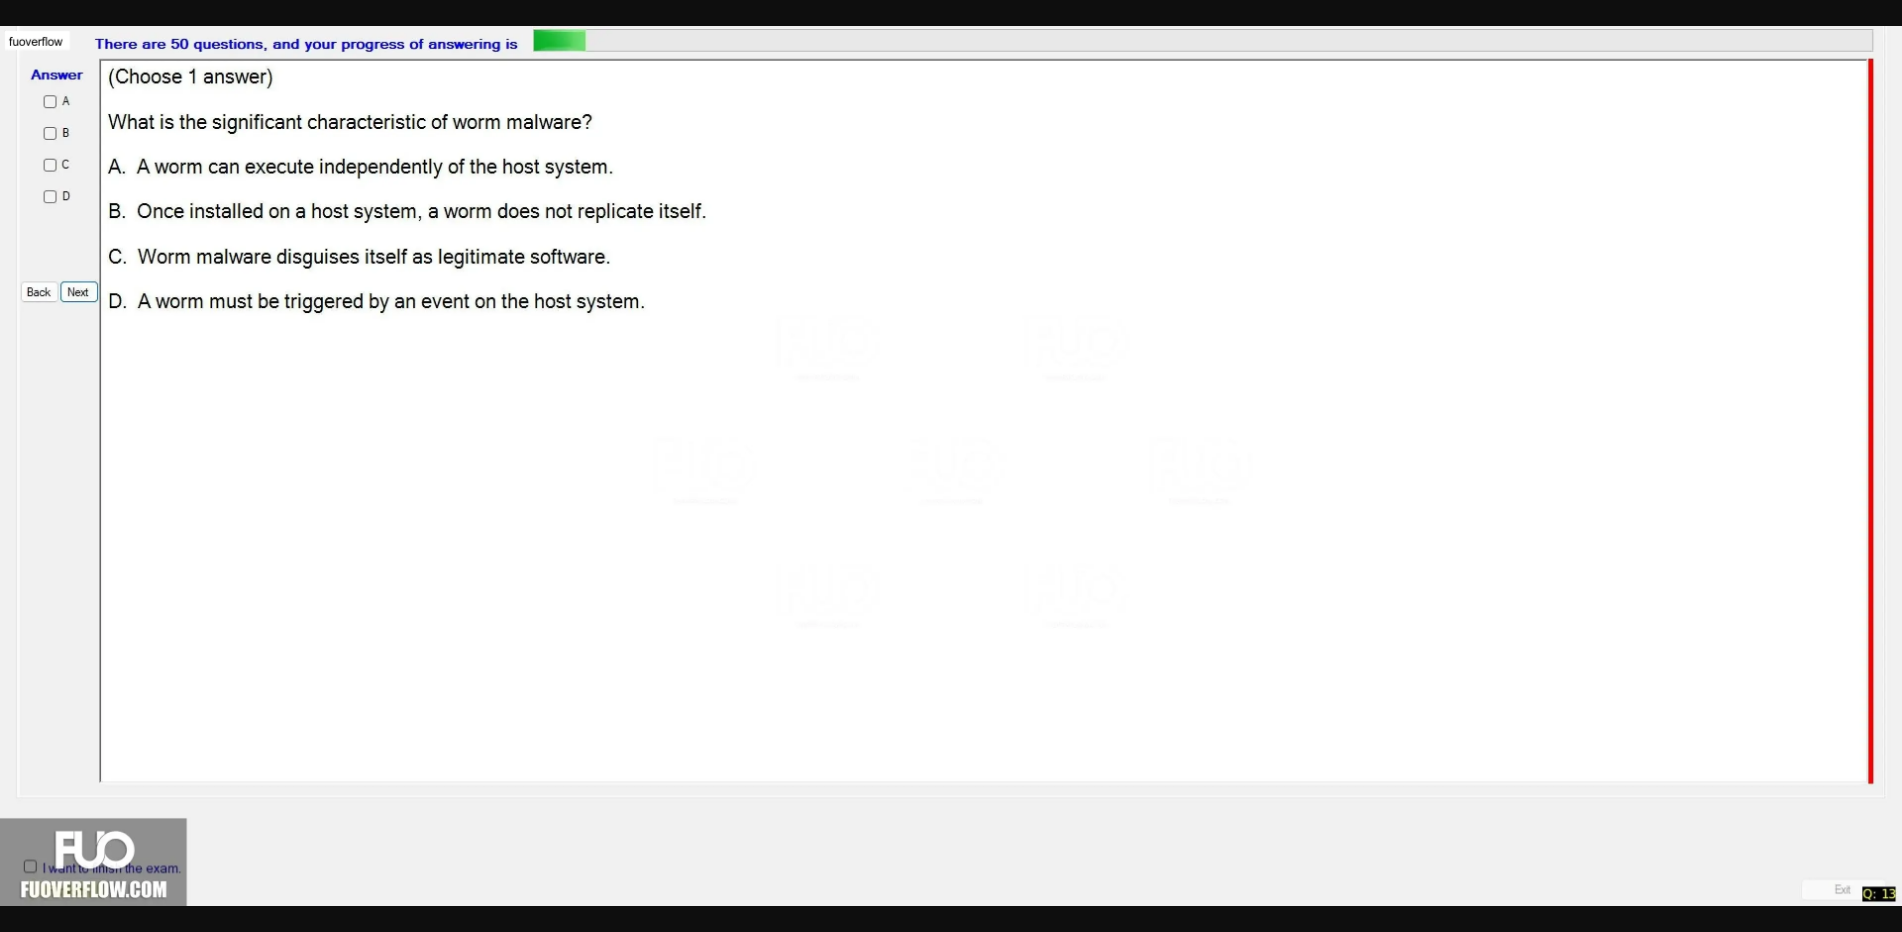 fuoverflow
There are 50 questions, and your progress of answering is
Answer
(Choose 1 answer)
A
What is the significant characteristic of worm malware?
B
C
A. A worm can execute independently of the host system.
D
B. Once installed on a host system, a worm does not replicate itself.
C. Worm malware disguises itself as legitimate software.
Back Next
D. A worm must be triggered by an event on the host system.
FUO
I want to finish the exam.
FUOVERFLOW.COM
Exit
Q: 13